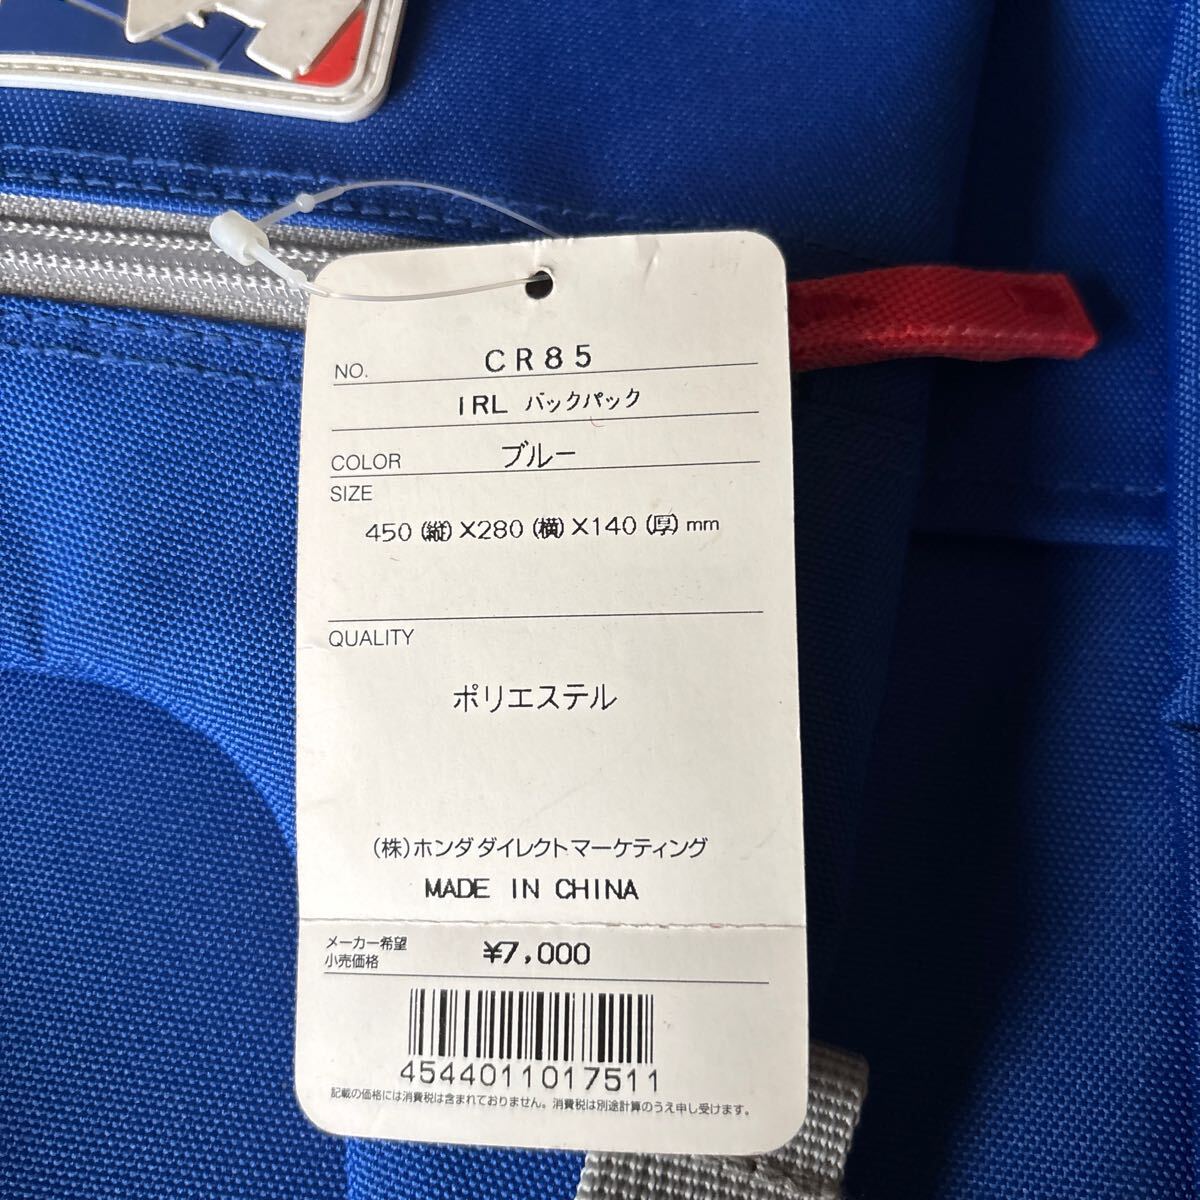 NO. CR85
IRL バックパック
COLOR ブルー
SIZE
450(縦)X280(横)X140(厚)mm
QUALITY
ポリエステル
(株)ホンダダイレクトマーケティング
MADE IN CHINA
メーカー希望
小売価格
¥7,000
4544011017511
記載の価格には消費税は含まれておりません。消費税は別途計算のうえ申し受けます。